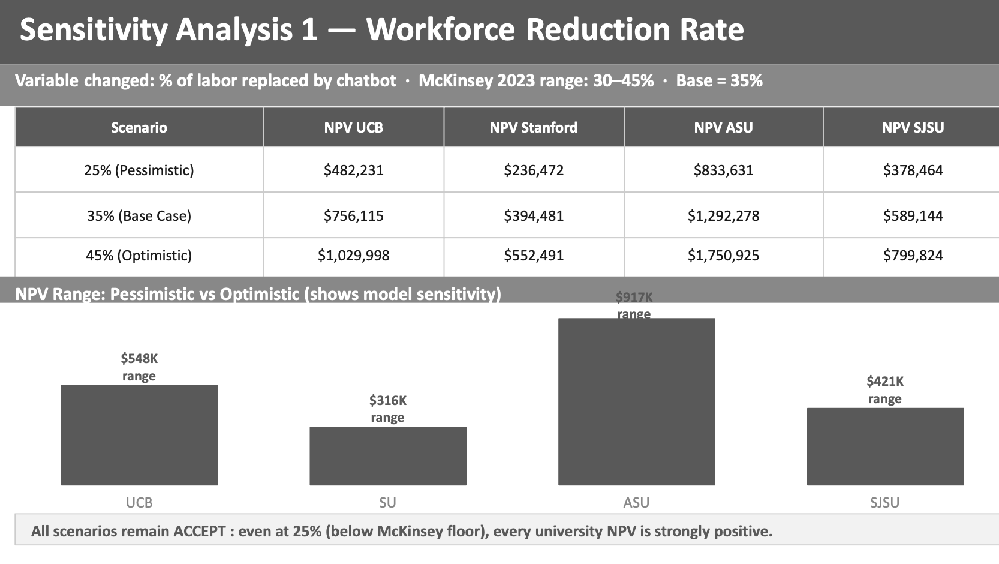 Sensitivity Analysis 1 — Workforce Reduction Rate
Variable changed: % of labor replaced by chatbot · McKinsey 2023 range: 30–45% · Base = 35%
Scenario NPV UCB NPV Stanford NPV ASU NPV SJSU
25% (Pessimistic) $482,231 $236,472 $833,631 $378,464
35% (Base Case) $756,115 $394,481 $1,292,278 $589,144
45% (Optimistic) $1,029,998 $552,491 $1,750,925 $799,824
NPV Range: Pessimistic vs Optimistic (shows model sensitivity)
$548K
range
$316K
range
$917K
range
$421K
range
UCB SU ASU SJSU
All scenarios remain ACCEPT : even at 25% (below McKinsey floor), every university NPV is strongly positive.